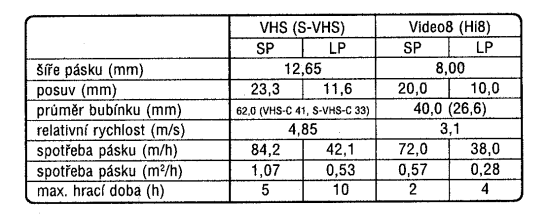 VHS (S-VHS) Video8 (Hi8)
SP LP SP LP
šíře pásku (mm) 12,65 8,00
posuv (mm) 23,3 11,6 20,0 10,0
průměr bubínku (mm) 62,0 (VHS-C 41, S-VHS-C 33) 40,0 (26,6)
relativní rychlost (m/s) 4,85 3,1
spotřeba pásku (m/h) 84,2 42,1 72,0 38,0
spotřeba pásku (m²/h) 1,07 0,53 0,57 0,28
max. hrací doba (h) 5 10 2 4